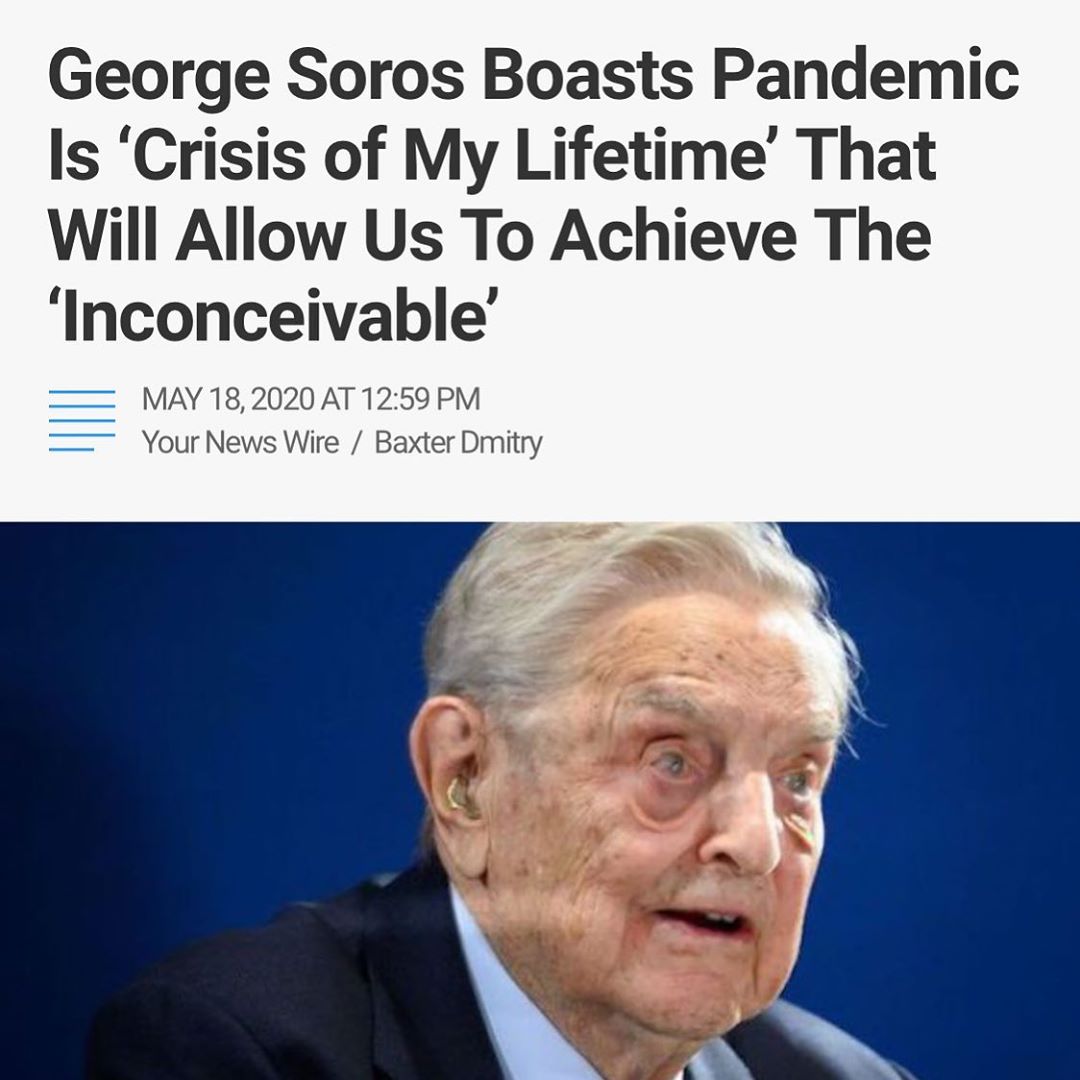 George Soros Boasts Pandemic
Is ‘Crisis of My Lifetime’ That
Will Allow Us To Achieve The
‘Inconceivable’
MAY 18, 2020 AT 12:59 PM
Your News Wire / Baxter Dmitry